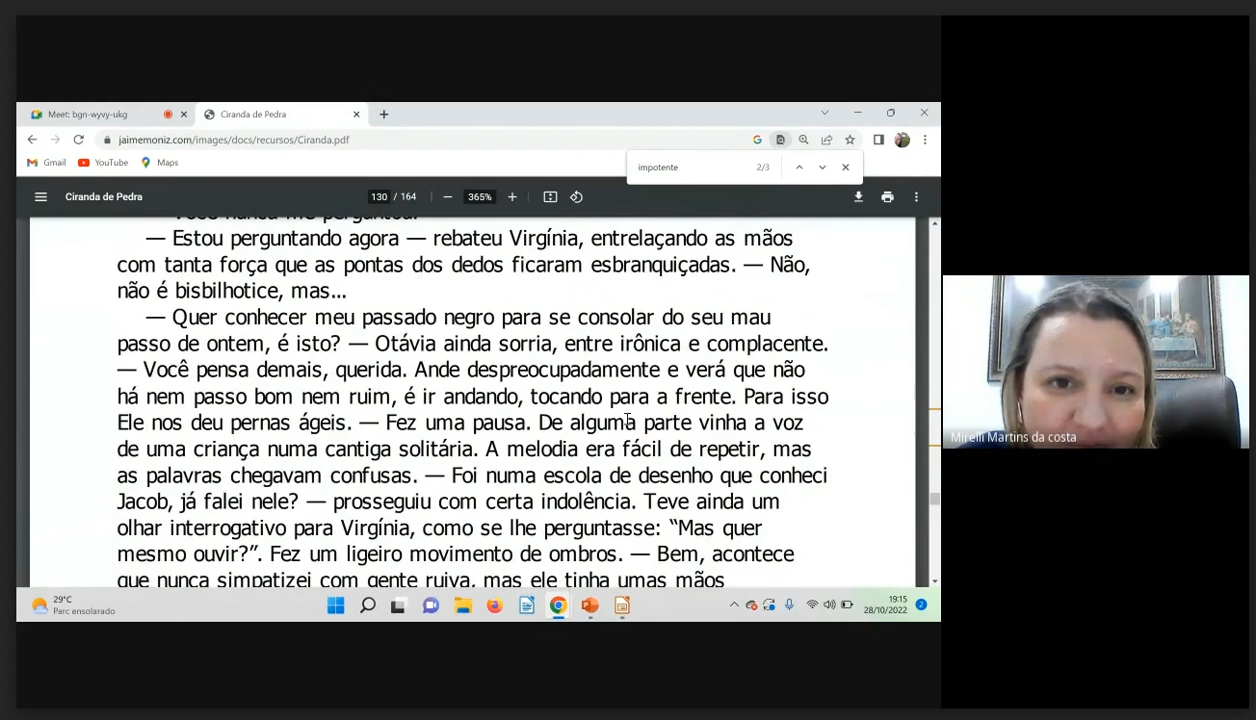 Meet: bgn-wyvy-ukg
Ciranda de Pedra
jaimemoniz.com/images/docs/recursos/Ciranda.pdf
Gmail
YouTube
Maps
impotente
2/3
Ciranda de Pedra
130 / 164
365%
— Você nunca me perguntou.
— Estou perguntando agora — rebateu Virgínia, entrelaçando as mãos
com tanta força que as pontas dos dedos ficaram esbranquiçadas. — Não,
não é bisbilhotice, mas...
— Quer conhecer meu passado negro para se consolar do seu mau
passo de ontem, é isto? — Otávia ainda sorria, entre irônica e complacente.
— Você pensa demais, querida. Ande despreocupadamente e verá que não
há nem passo bom nem ruim, é ir andando, tocando para a frente. Para isso
Ele nos deu pernas ágeis. — Fez uma pausa. De alguma parte vinha a voz
de uma criança numa cantiga solitária. A melodia era fácil de repetir, mas
as palavras chegavam confusas. — Foi numa escola de desenho que conheci
Jacob, já falei nele? — prosseguiu com certa indolência. Teve ainda um
olhar interrogativo para Virgínia, como se lhe perguntasse: “Mas quer
mesmo ouvir?”. Fez um ligeiro movimento de ombros. — Bem, acontece
que nunca simpatizei com gente ruiva, mas ele tinha umas mãos
Mirelli Martins da costa
29°C
Parc ensolarado
19:15
28/10/2022
2